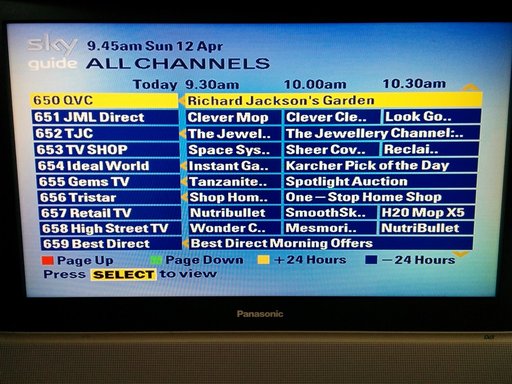 sky 9.45am Sun 12 Apr
guide ALL CHANNELS
Today 9.30am 10.00am 10.30am
650 QVC Richard Jackson's Garden
651 JML Direct Clever Mop Clever Cle.. Look Go..
652 TJC The Jewel.. The Jewellery Channel:..
653 TV SHOP Space Sys.. Sheer Cov.. Reclai..
654 Ideal World Instant Ga.. Karcher Pick of the Day
655 Gems TV Tanzanite.. Spotlight Auction
656 Tristar Shop Hom.. One-Stop Home Shop
657 Retail TV Nutribullet SmoothSk.. H20 Mop X5
658 High Street TV Wonder C.. Mesmori.. NutriBullet
659 Best Direct Best Direct Morning Offers
Page Up Page Down +24 Hours -24 Hours
Press SELECT to view
Panasonic